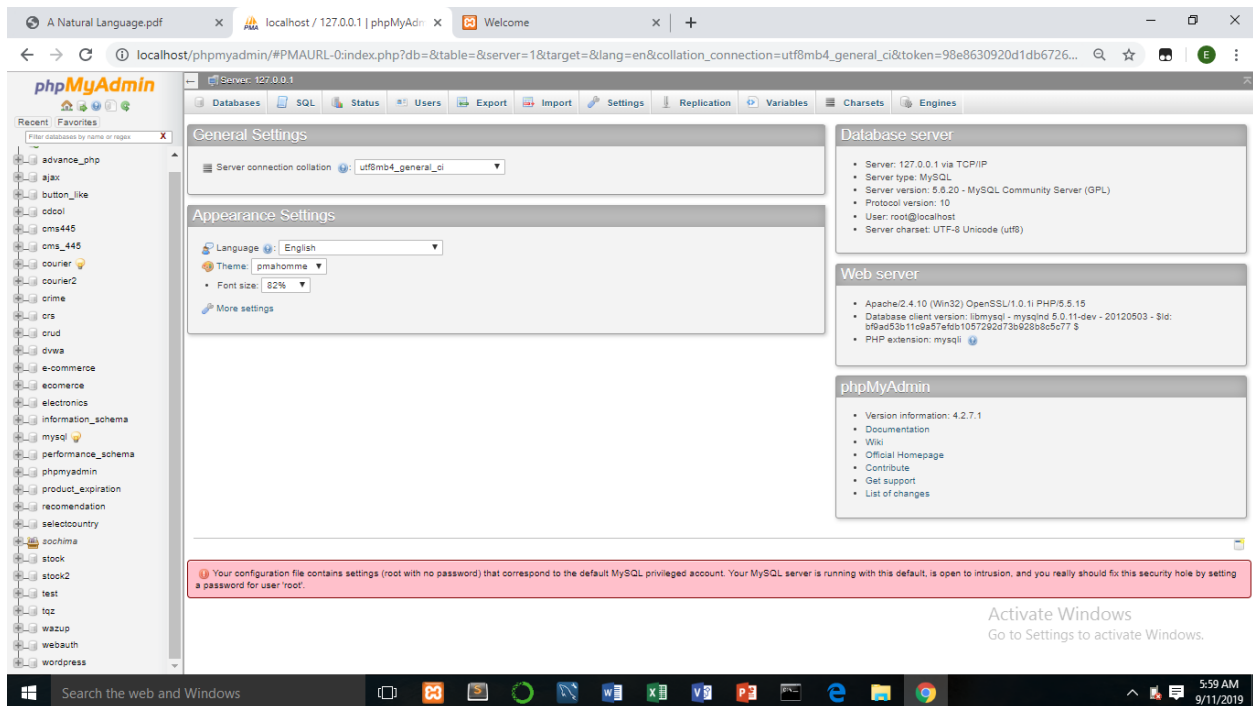 A Natural Language.pdf
localhost / 127.0.0.1 | phpMyAdm
Welcome
localhost/phpmyadmin/#PMAURL-0:index.php?db=&table=&server=1&target=&lang=en&collation_connection=utf8mb4_general_ci&token=98e8630920d1db6726...
E
phpMyAdmin
Recent Favorites
Filter databases by name or regex X
advance_php
ajax
button_like
cdcol
cms445
cms_445
courier
courier2
crime
crs
crud
dvwa
e-commerce
ecomerce
electronics
information_schema
mysql
performance_schema
phpmyadmin
product_expiration
recomendation
selectcountry
sochima
stock
stock2
test
tqz
wazup
webauth
wordpress
Server: 127.0.0.1
Databases SQL Status Users Export Import Settings Replication Variables Charsets Engines
General Settings
Server connection collation : utf8mb4_general_ci
Appearance Settings
Language : English
Theme: pmahomme
Font size: 82%
More settings
Database server
Server: 127.0.0.1 via TCP/IP
Server type: MySQL
Server version: 5.6.20 - MySQL Community Server (GPL)
Protocol version: 10
User: root@localhost
Server charset: UTF-8 Unicode (utf8)
Web server
Apache/2.4.10 (Win32) OpenSSL/1.0.1i PHP/5.5.15
Database client version: libmysql - mysqlnd 5.0.11-dev - 20120503 - $Id:
bf9ad53b11c9a57efdb1057292d73b928b8c5c77 $
PHP extension: mysqli
phpMyAdmin
Version information: 4.2.7.1
Documentation
Wiki
Official Homepage
Contribute
Get support
List of changes
Your configuration file contains settings (root with no password) that correspond to the default MySQL privileged account. Your MySQL server is running with this default, is open to intrusion, and you really should fix this security hole by setting
a password for user 'root'.
Activate Windows
Go to Settings to activate Windows.
Search the web and Windows
5:59 AM
9/11/2019